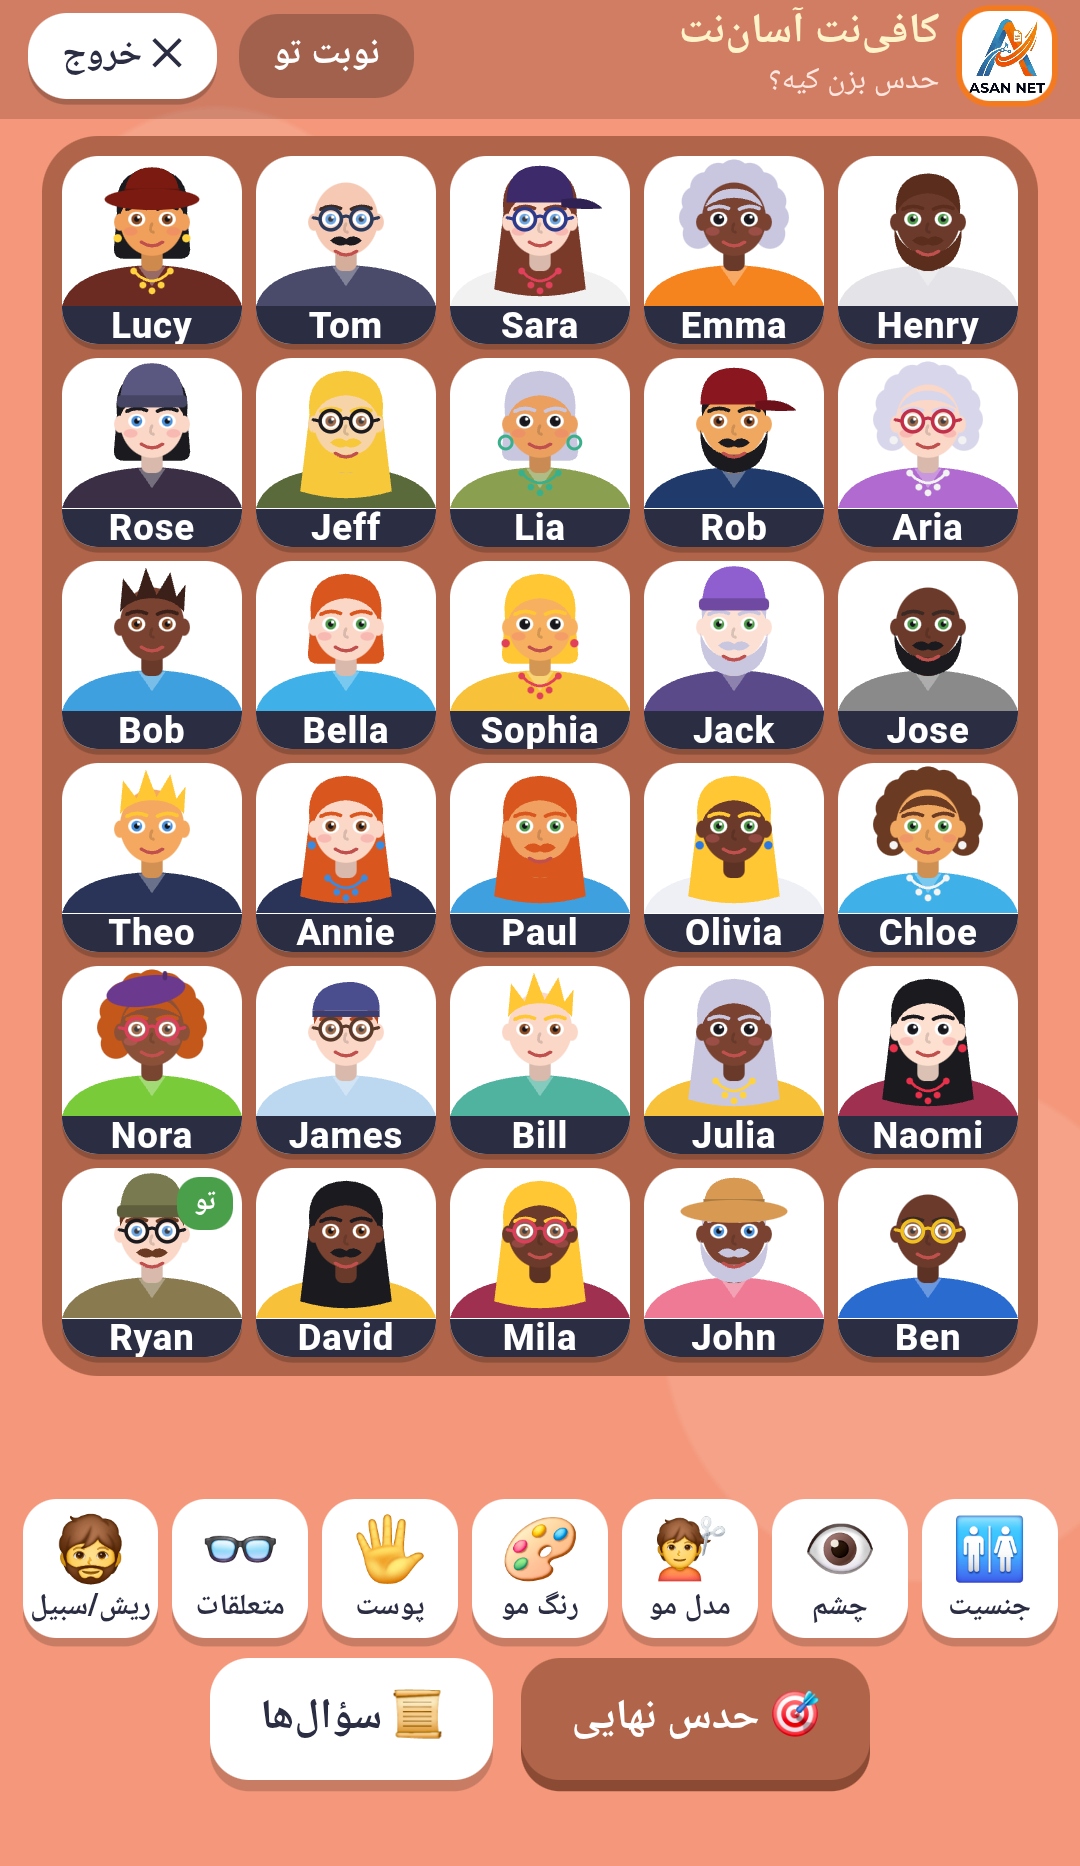 کافی‌نت آسان‌نت
حدس بزن کیه؟
ASAN NET
نوبت تو
خروج
Lucy
Tom
Sara
Emma
Henry
Rose
Jeff
Lia
Rob
Aria
Bob
Bella
Sophia
Jack
Jose
Theo
Annie
Paul
Olivia
Chloe
Nora
James
Bill
Julia
Naomi
تو
Ryan
David
Mila
John
Ben
جنسیت
چشم
مدل مو
رنگ مو
پوست
متعلقات
ریش/سبیل
حدس نهایی
سؤال‌ها